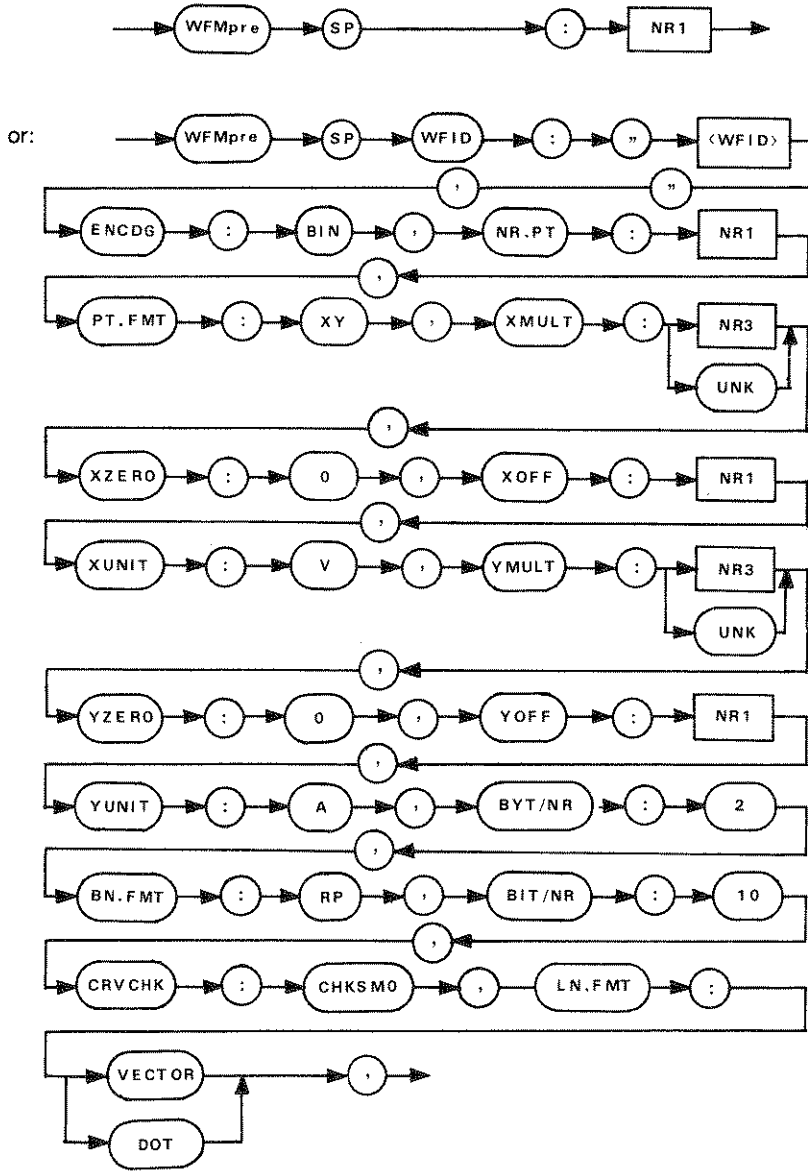 WFMpre SP : NR1
or: WFMpre SP WFID : " <WFID>
, "
ENCDG : BIN , NR.PT : NR1
,
PT.FMT : XY , XMULT : NR3
UNK
,
XZERO : 0 , XOFF : NR1
,
XUNIT : V , YMULT : NR3
UNK
,
YZERO : 0 , YOFF : NR1
,
YUNIT : A , BYT/NR : 2
,
BN.FMT : RP , BIT/NR : 10
,
CRVCHK : CHKSM0 , LN.FMT :
VECTOR ,
DOT